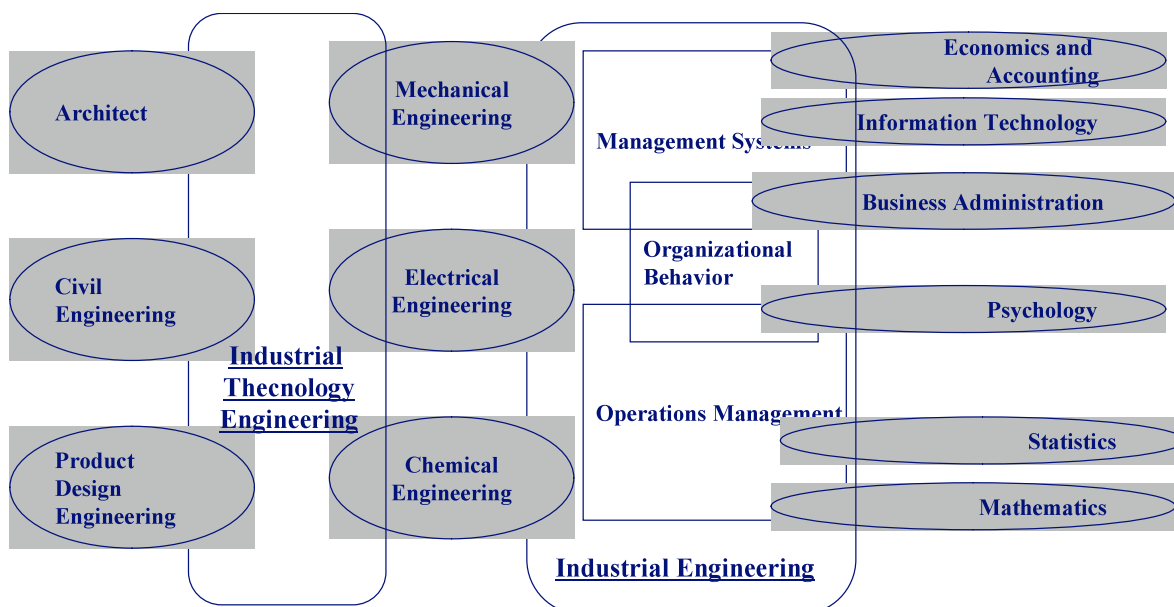 Architect
Civil
Engineering
Product
Design
Engineering
Industrial
Thecnology
Engineering
Mechanical
Engineering
Electrical
Engineering
Chemical
Engineering
Management Systems
Organizational
Behavior
Operations Management
Industrial Engineering
Economics and
Accounting
Information Technology
Business Administration
Psychology
Statistics
Mathematics